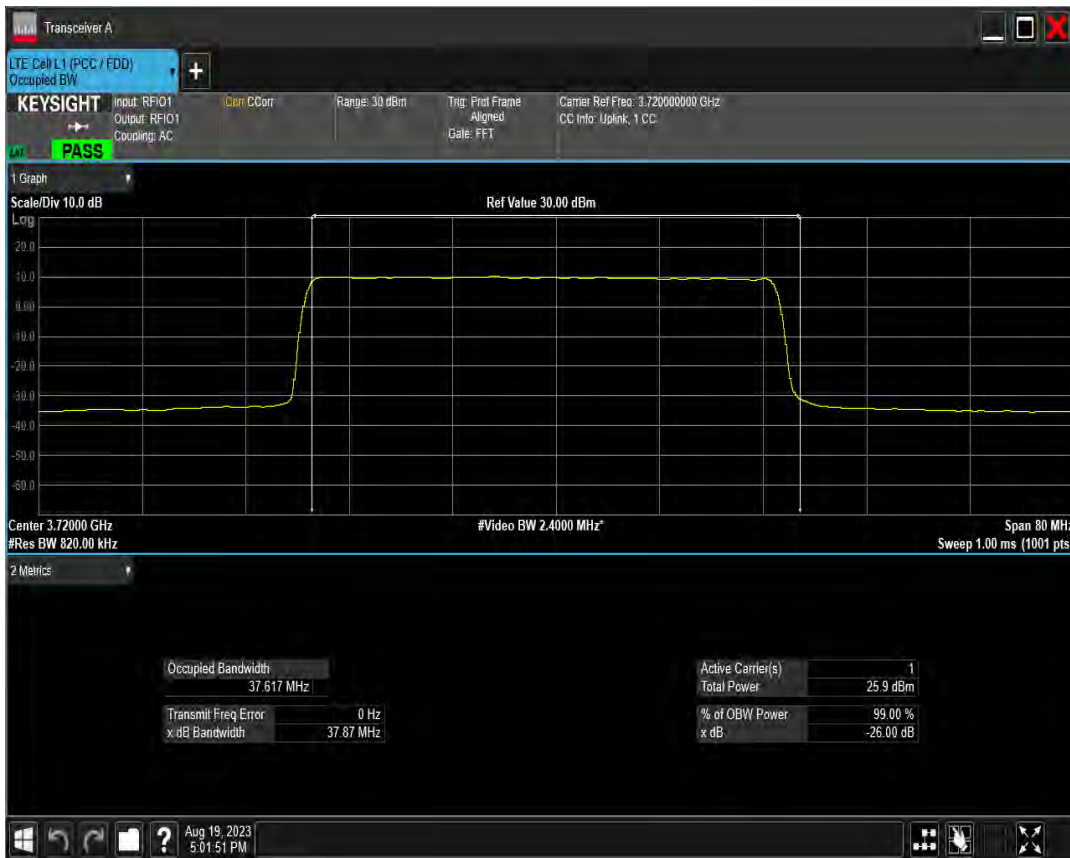 Transceiver A
LTE Cell L1 (PCC / FDD)
Occupied BW
+
KEYSIGHT
Input: RFIO1
Output: RFIO1
Coupling: AC
Corr CCorr
Range: 30 dBm
Trig: Prot Frame
Aligned
Gate: FFT
Carrier Ref Freq: 3.720000000 GHz
CC Info: Uplink, 1 CC
PASS
1 Graph
Scale/Div 10.0 dB
Ref Value 30.00 dBm
Log
20.0
10.0
0.00
-10.0
-20.0
-30.0
-40.0
-50.0
-60.0
Center 3.72000 GHz
#Video BW 2.4000 MHz*
Span 80 MHz
#Res BW 820.00 kHz
Sweep 1.00 ms (1001 pts
2 Metrics
Occupied Bandwidth
37.617 MHz
Transmit Freq Error 0 Hz
x dB Bandwidth 37.87 MHz
Active Carrier(s) 1
Total Power 25.9 dBm
% of OBW Power 99.00 %
x dB -26.00 dB
?
Aug 19, 2023
5:01:51 PM